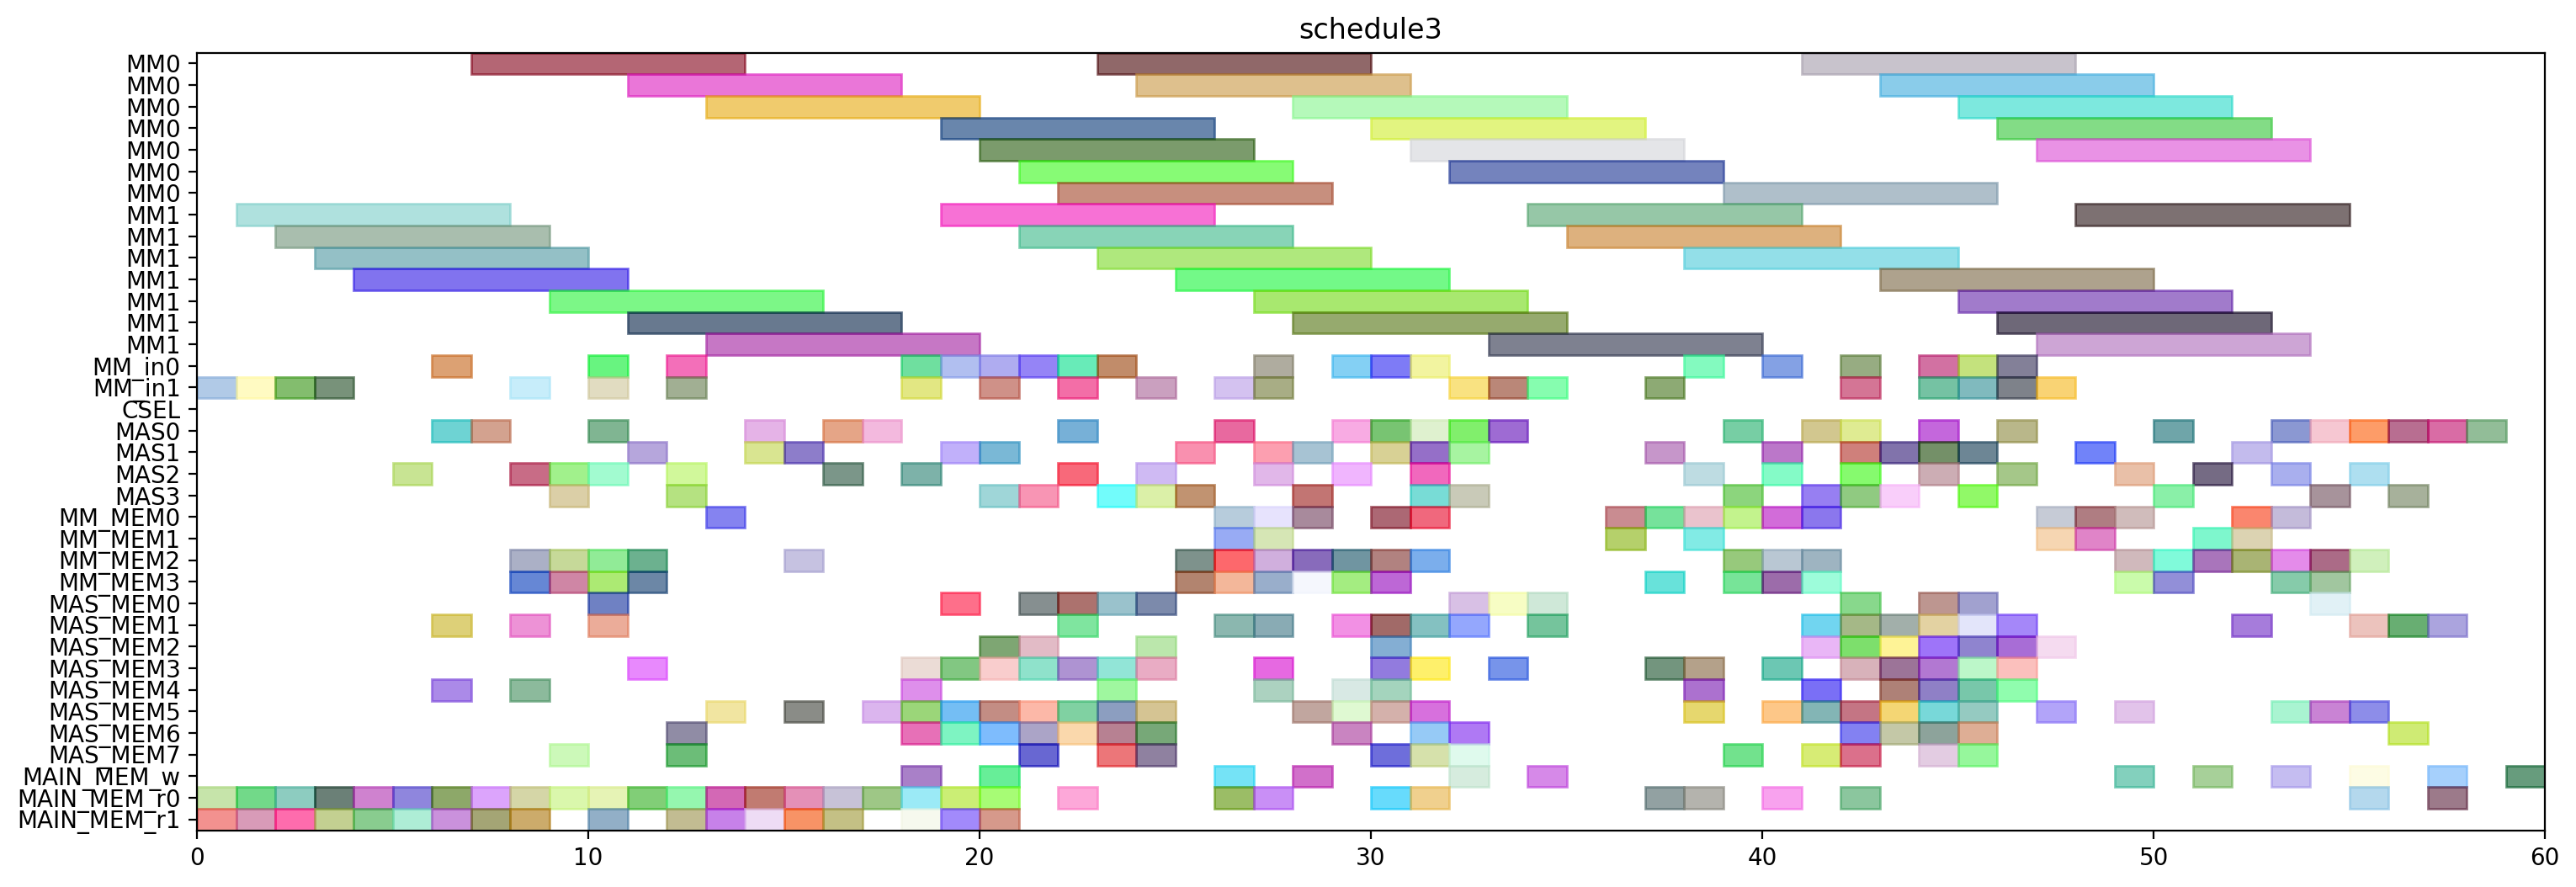 schedule3
MM0
MM0
MM0
MM0
MM0
MM0
MM0
MM1
MM1
MM1
MM1
MM1
MM1
MM1
MM_in0
MM_in1
CSEL
MAS0
MAS1
MAS2
MAS3
MM_MEM0
MM_MEM1
MM_MEM2
MM_MEM3
MAS_MEM0
MAS_MEM1
MAS_MEM2
MAS_MEM3
MAS_MEM4
MAS_MEM5
MAS_MEM6
MAS_MEM7
MAIN_MEM_w
MAIN_MEM_r0
MAIN_MEM_r1
0 10 20 30 40 50 60